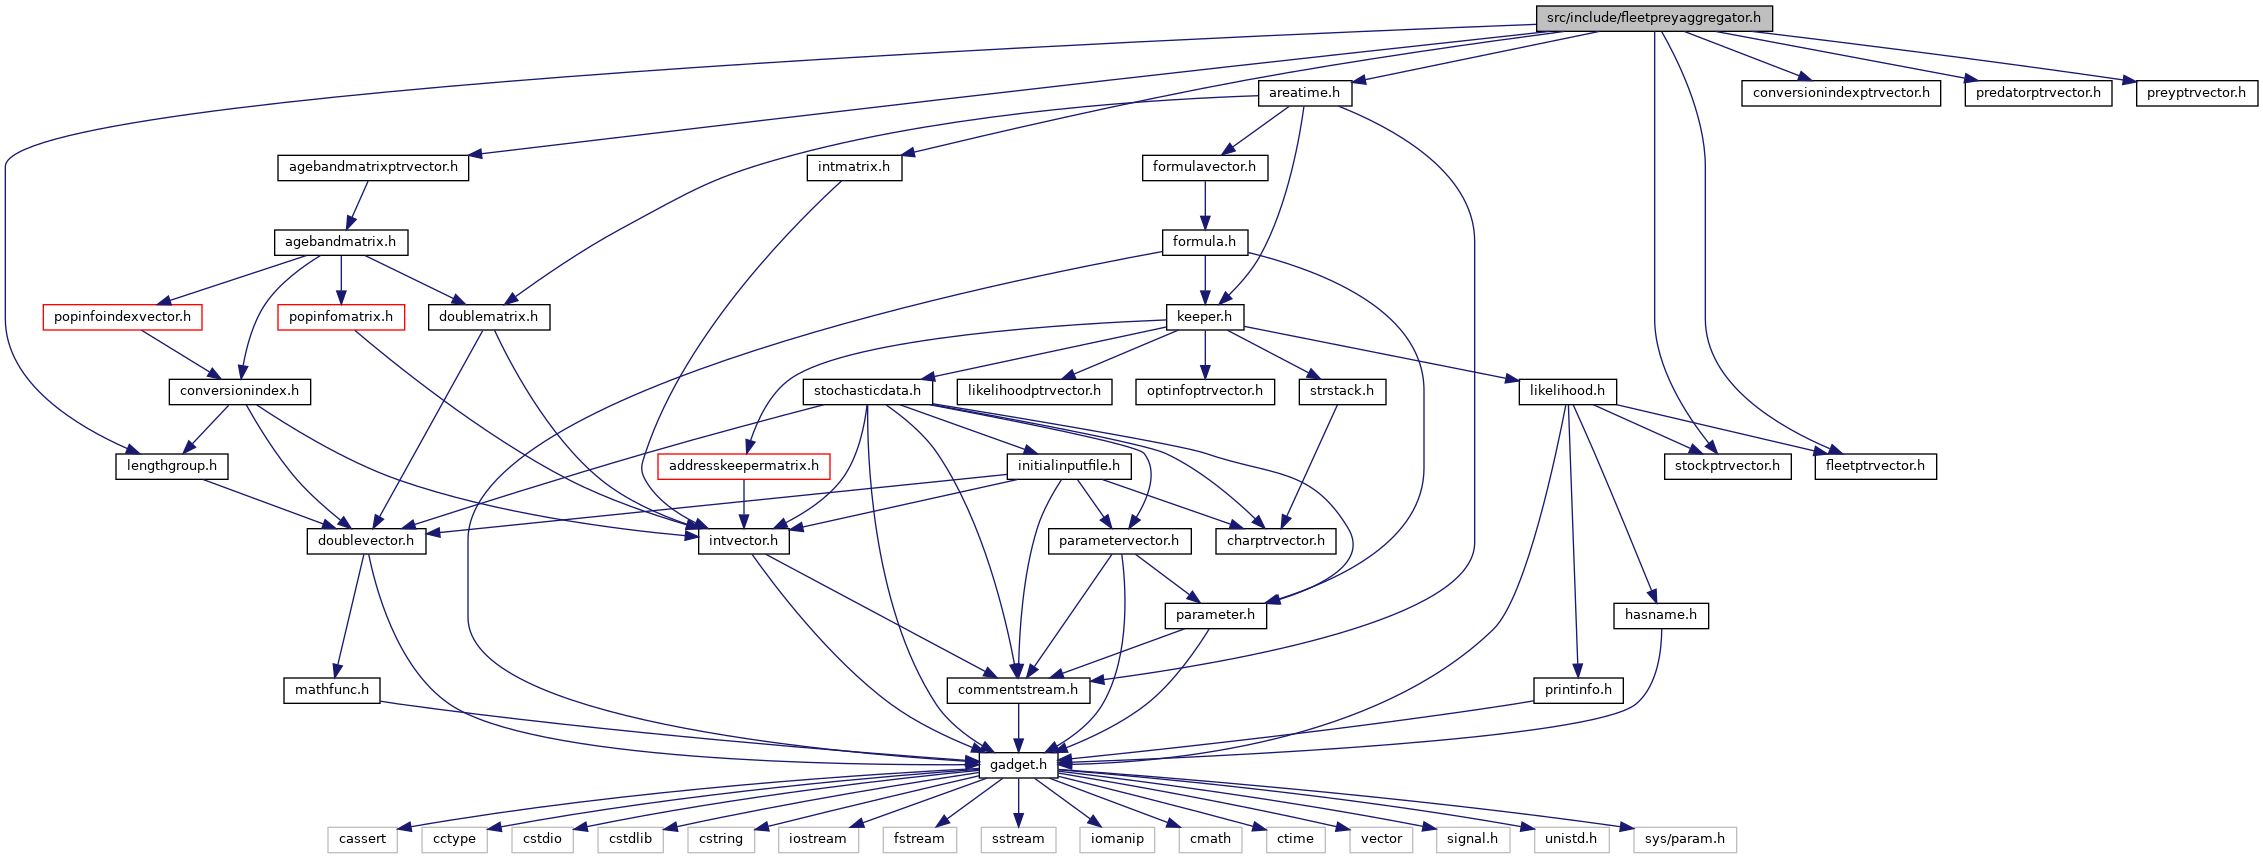 src/include/fleetpreyaggregator.h
areatime.h
conversionindexptrvector.h
predatorptrvector.h
preyptrvector.h
agebandmatrixptrvector.h
intmatrix.h
formulavector.h
agebandmatrix.h
formula.h
popinfoindexvector.h
popinfomatrix.h
doublematrix.h
keeper.h
conversionindex.h
stochasticdata.h
likelihoodptrvector.h
optinfoptrvector.h
strstack.h
likelihood.h
lengthgroup.h
addresskeepermatrix.h
initialinputfile.h
stockptrvector.h
fleetptrvector.h
doublevector.h
intvector.h
parametervector.h
charptrvector.h
parameter.h
hasname.h
mathfunc.h
commentstream.h
printinfo.h
gadget.h
cassert
cctype
cstdio
cstdlib
cstring
iostream
fstream
sstream
iomanip
cmath
ctime
vector
signal.h
unistd.h
sys/param.h